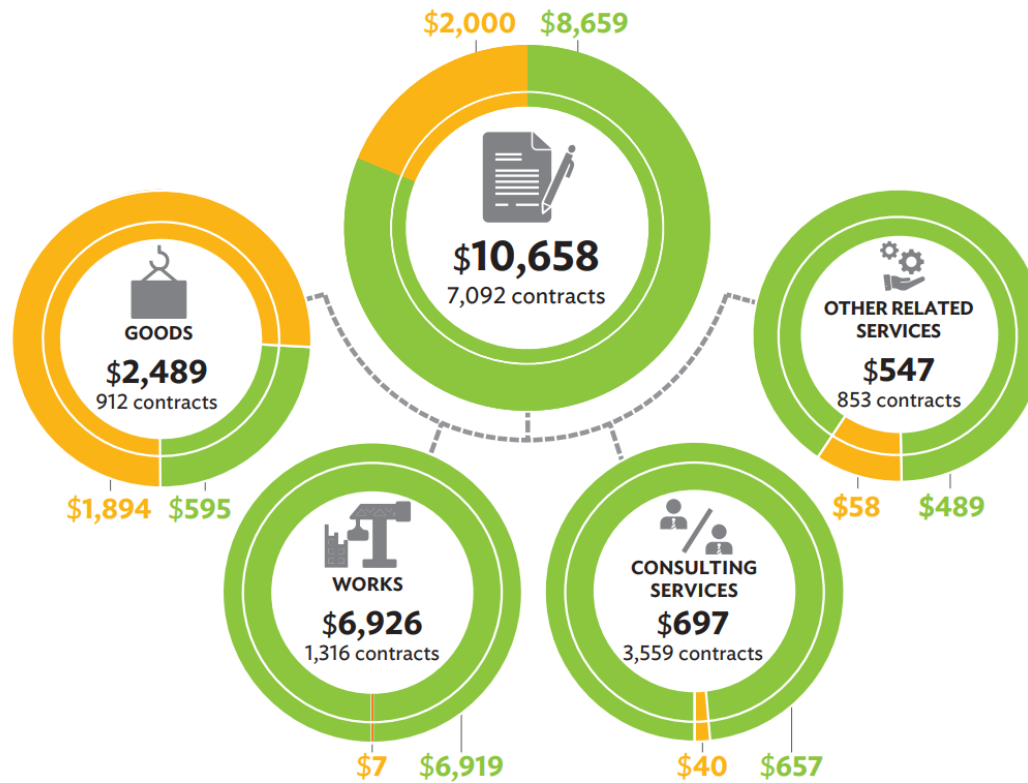 $2,000 $8,659
$10,658
7,092 contracts
GOODS
$2,489
912 contracts
$1,894 $595
OTHER RELATED
SERVICES
$547
853 contracts
$58 $489
WORKS
$6,926
1,316 contracts
$7 $6,919
CONSULTING
SERVICES
$697
3,559 contracts
$40 $657